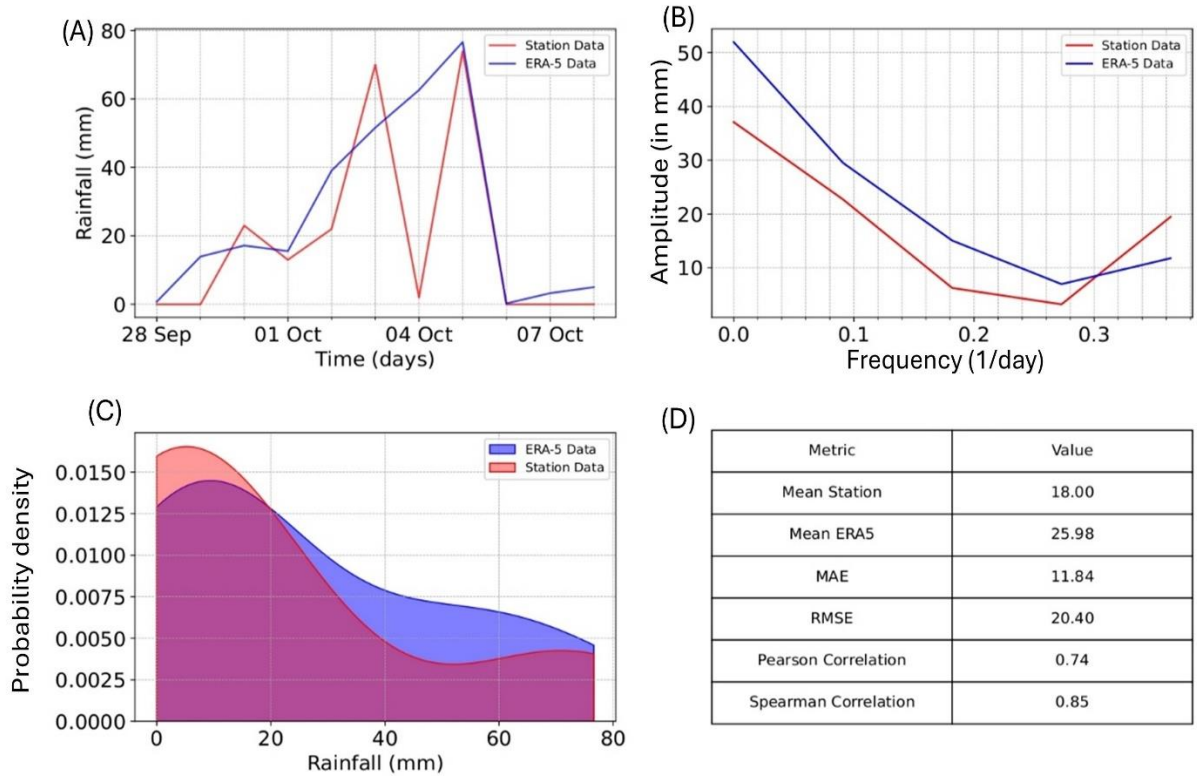 (A)
80
60
40
20
0
Rainfall (mm)
Station Data
ERA-5 Data
28 Sep 01 Oct 04 Oct 07 Oct
Time (days)
(B)
50
40
30
20
10
Amplitude (in mm)
Station Data
ERA-5 Data
0.0 0.1 0.2 0.3
Frequency (1/day)
(C)
0.0150
0.0125
0.0100
0.0075
0.0050
0.0025
0.0000
Probability density
ERA-5 Data
Station Data
0 20 40 60 80
Rainfall (mm)
(D)
Metric Value
Mean Station 18.00
Mean ERA5 25.98
MAE 11.84
RMSE 20.40
Pearson Correlation 0.74
Spearman Correlation 0.85